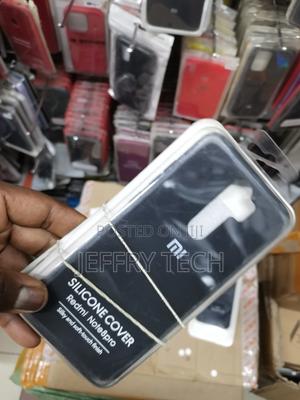 POSTED ON JIJI
JEFFRY TECH
mi
SILICONE COVER
Redmi Note8pro
Silky and soft-touch finish